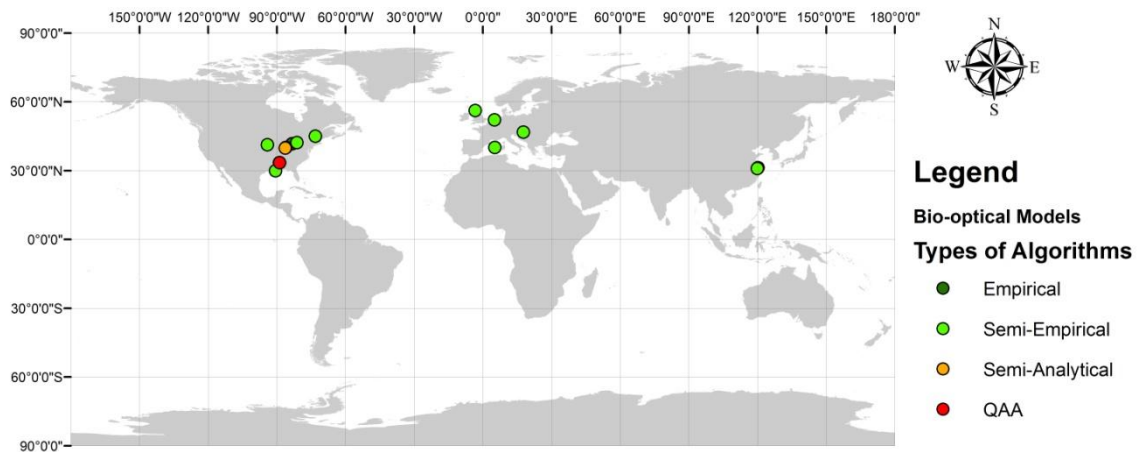 150°0'0"W 120°0'0"W 90°0'0"W 60°0'0"W 30°0'0"W 0°0'0" 30°0'0"E 60°0'0"E 90°0'0"E 120°0'0"E 150°0'0"E 180°0'0"
90°0'0"
60°0'0"N
30°0'0"N
0°0'0"
30°0'0"S
60°0'0"S
90°0'0"
N
W E
S
Legend
Bio-optical Models
Types of Algorithms
Empirical
Semi-Empirical
Semi-Analytical
QAA